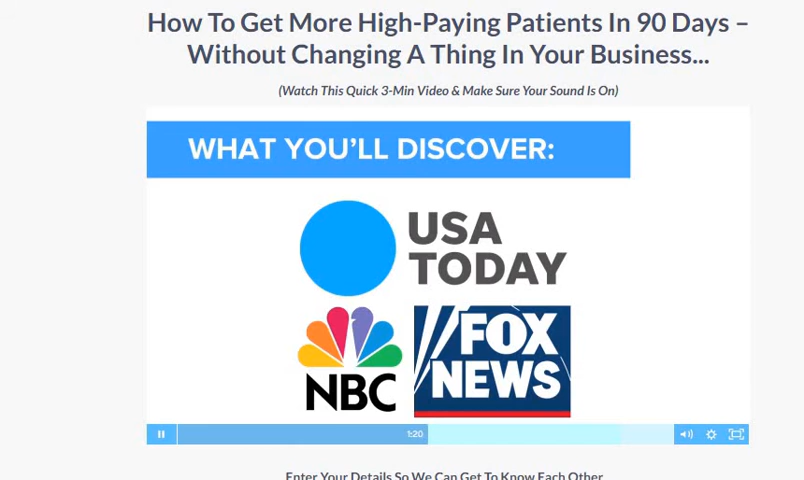 How To Get More High-Paying Patients In 90 Days –
Without Changing A Thing In Your Business...
(Watch This Quick 3-Min Video & Make Sure Your Sound Is On)
WHAT YOU'LL DISCOVER:
USA
TODAY
NBC
FOX
NEWS
1:20
Enter Your Details So We Can Get To Know Each Other